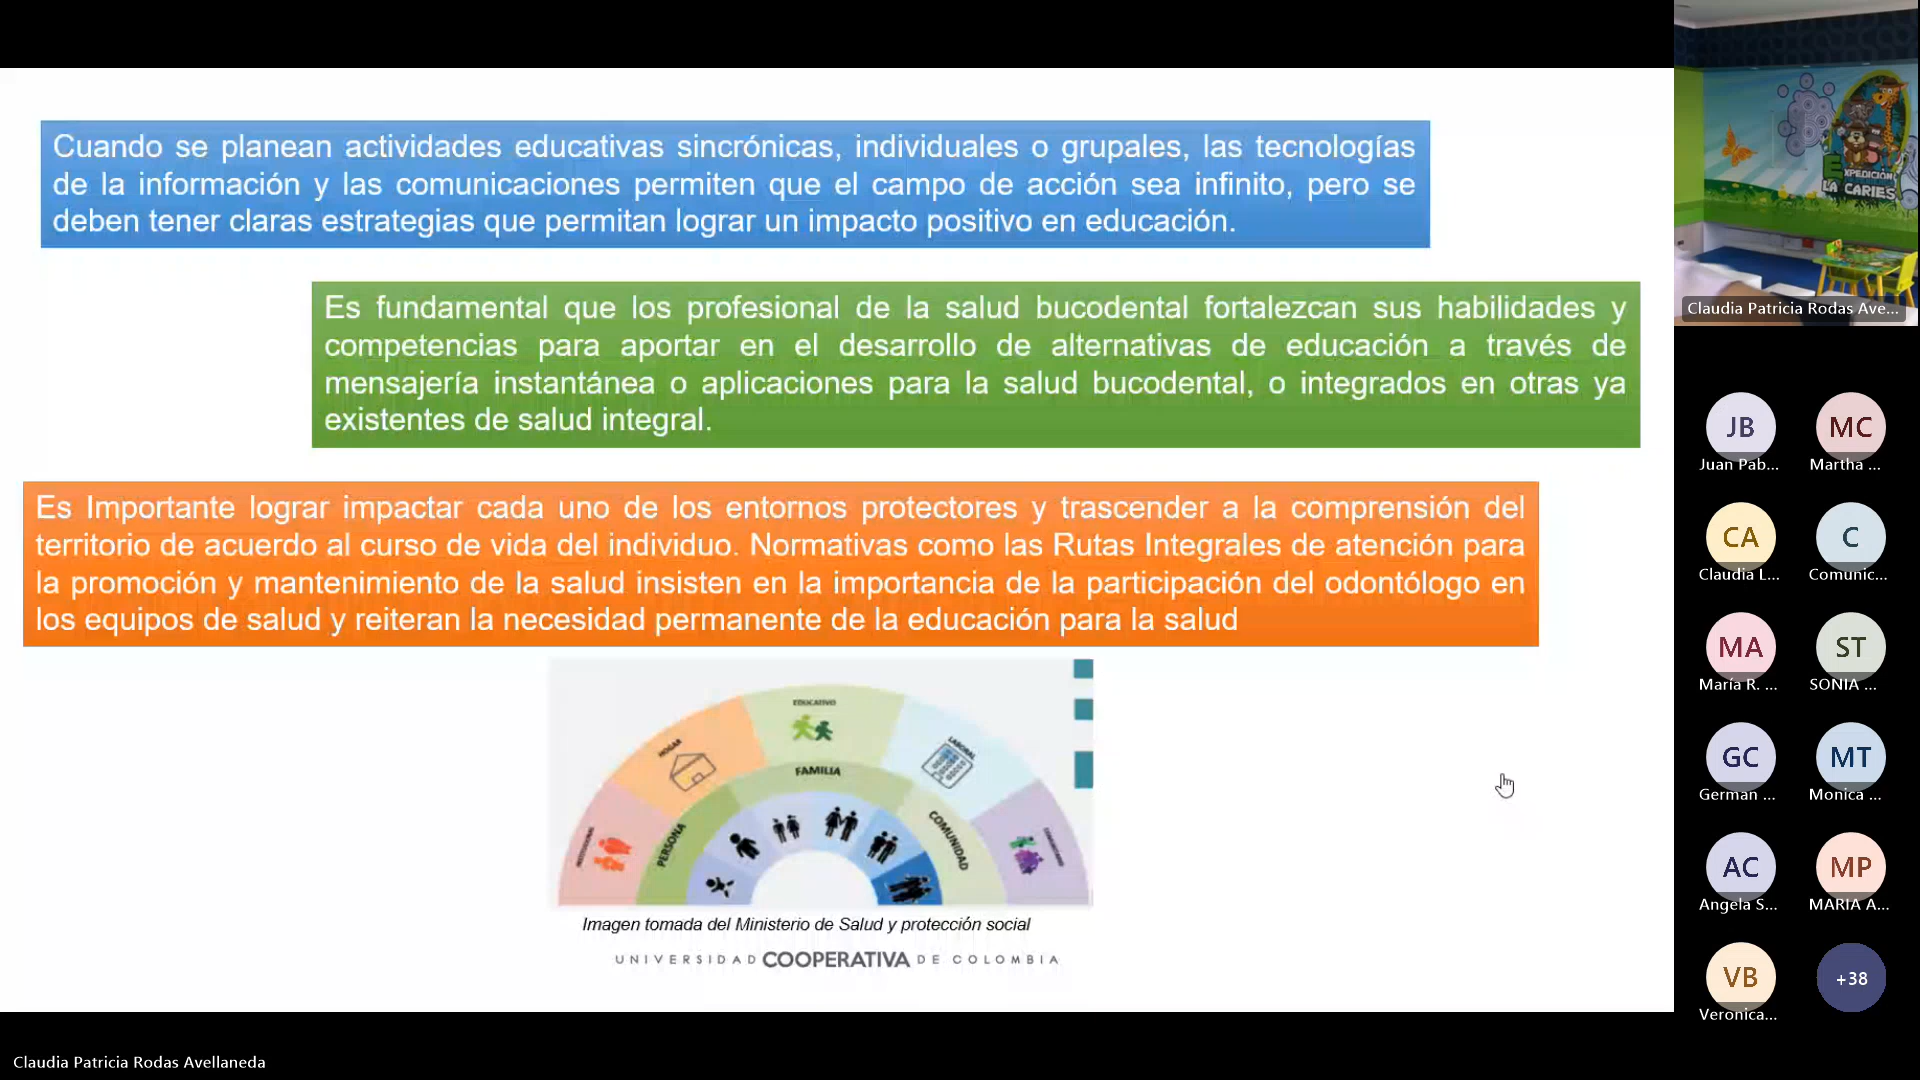 Cuando se planean actividades educativas sincrónicas, individuales o grupales, las tecnologías
de la información y las comunicaciones permiten que el campo de acción sea infinito, pero se
deben tener claras estrategias que permitan lograr un impacto positivo en educación.
Es fundamental que los profesional de la salud bucodental fortalezcan sus habilidades y
competencias para aportar en el desarrollo de alternativas de educación a través de
mensajería instantánea o aplicaciones para la salud bucodental, o integrados en otras ya
existentes de salud integral.
Es Importante lograr impactar cada uno de los entornos protectores y trascender a la comprensión del
territorio de acuerdo al curso de vida del individuo. Normativas como las Rutas Integrales de atención para
la promoción y mantenimiento de la salud insisten en la importancia de la participación del odontólogo en
los equipos de salud y reiteran la necesidad permanente de la educación para la salud
EDUCATIVO
HOGAR
LABORAL
FAMILIA
PERSONA
COMUNIDAD
Imagen tomada del Ministerio de Salud y protección social
UNIVERSIDAD COOPERATIVA DE COLOMBIA
EXPEDICIÓN
LA CARIES
Claudia Patricia Rodas Ave...
JB
Juan Pab...
MC
Martha ...
CA
Claudia L...
C
Comunic...
MA
María R. ...
ST
SONIA ...
GC
German ...
MT
Monica ...
AC
Angela S...
MP
MARIA A...
VB
Veronica...
+38
Claudia Patricia Rodas Avellaneda